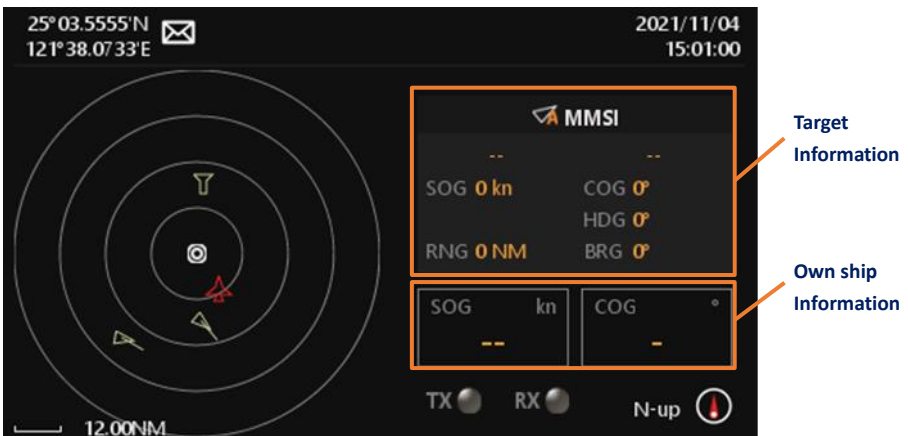 25°03.5555'N
121°38.0733'E
2021/11/04
15:01:00
MMSI
-- --
SOG 0 kn COG 0°
HDG 0°
RNG 0 NM BRG 0°
SOG kn COG °
-- -
TX RX
N-up
12.00NM
Target
Information
Own ship
Information